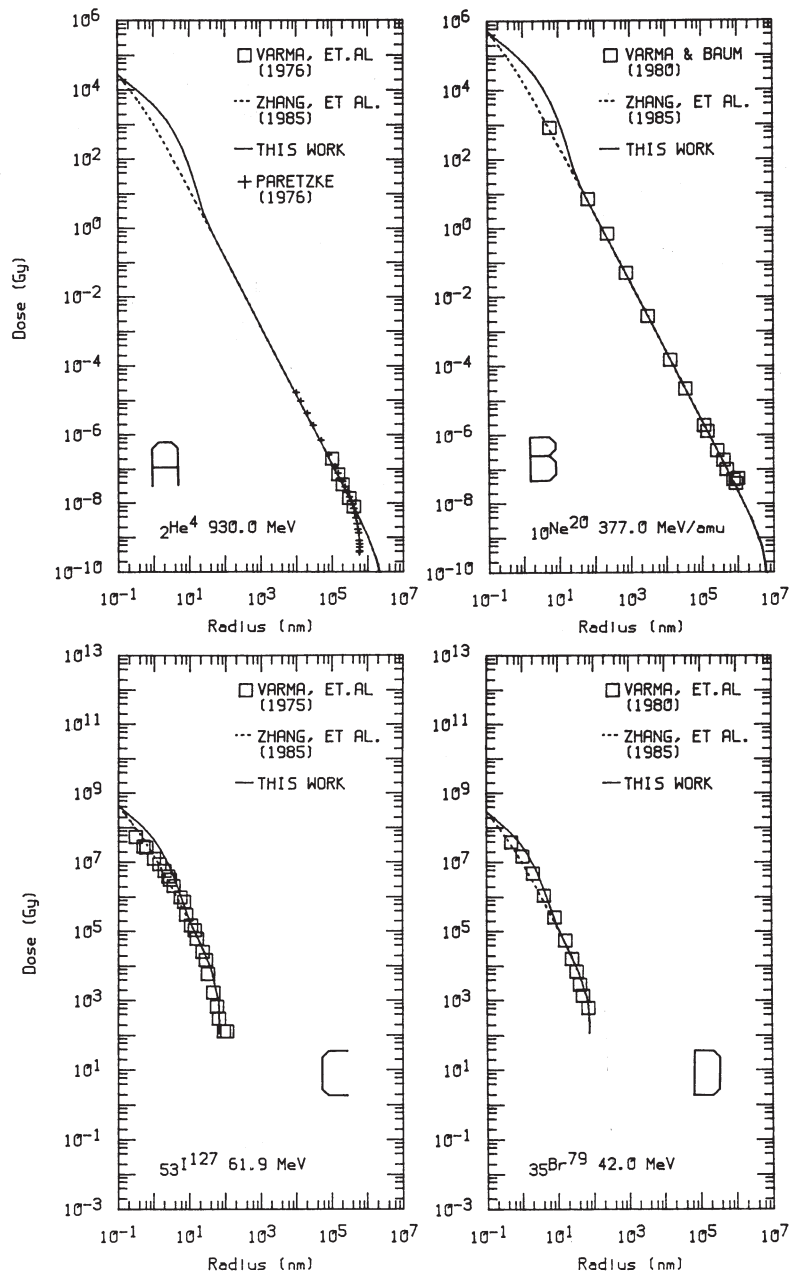 10^6
10^4
10^2
10^0
10^-2
10^-4
10^-6
10^-8
10^-10
Dose (Gy)
VARMA, ET.AL
(1976)
ZHANG, ET AL.
(1985)
THIS WORK
PARETZKE
(1976)
A
2He4 930.0 MeV
10^-1 10^1 10^3 10^5 10^7
Radius (nm)
10^6
10^4
10^2
10^0
10^-2
10^-4
10^-6
10^-8
10^-10
VARMA & BAUM
(1980)
ZHANG, ET AL.
(1985)
THIS WORK
B
10Ne20 377.0 MeV/amu
10^-1 10^1 10^3 10^5 10^7
Radius (nm)
10^13
10^11
10^9
10^7
10^5
10^3
10^1
10^-1
10^-3
Dose (Gy)
VARMA, ET.AL
(1975)
ZHANG, ET AL.
(1985)
THIS WORK
C
53I127 61.9 MeV
10^-1 10^1 10^3 10^5 10^7
Radius (nm)
10^13
10^11
10^9
10^7
10^5
10^3
10^1
10^-1
10^-3
VARMA, ET.AL
(1980)
ZHANG, ET AL.
(1985)
THIS WORK
D
35Br79 42.0 MeV
10^-1 10^1 10^3 10^5 10^7
Radius (nm)